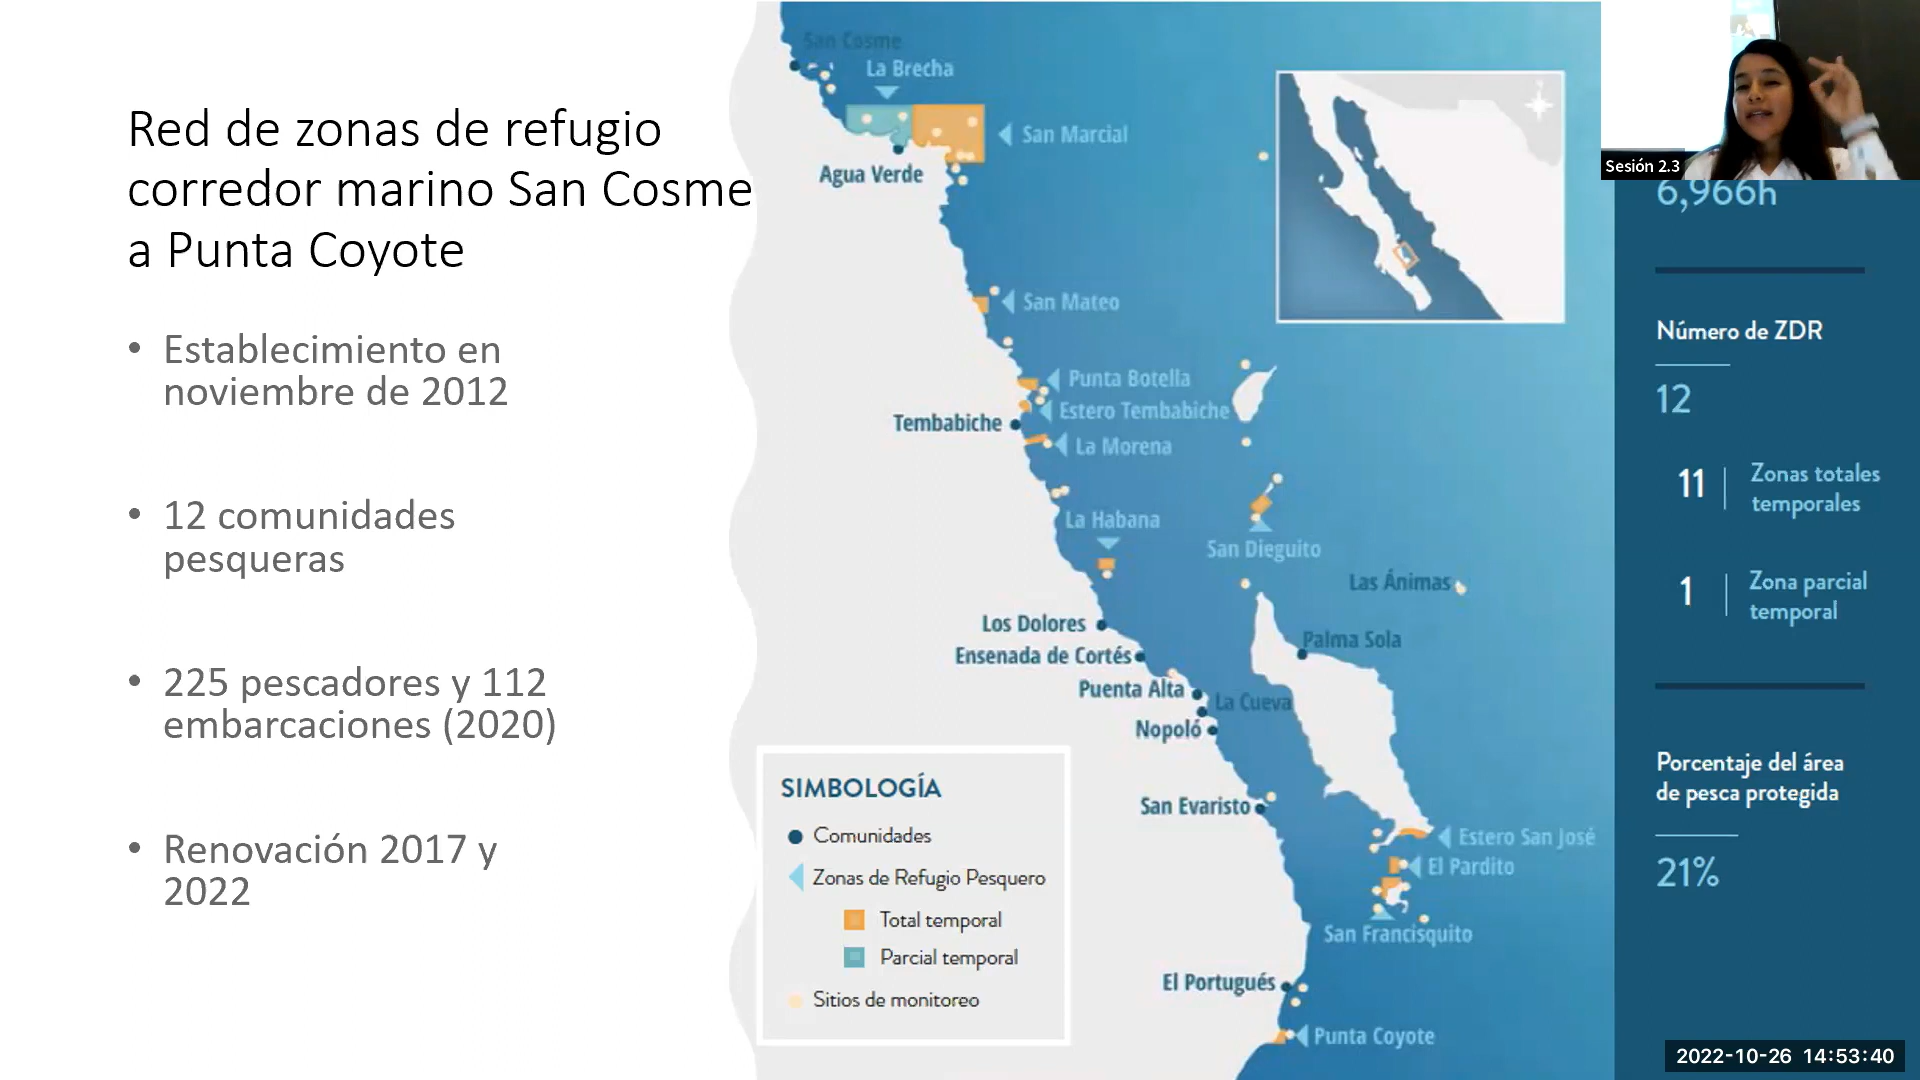 Red de zonas de refugio
corredor marino San Cosme
a Punta Coyote
• Establecimiento en
noviembre de 2012
• 12 comunidades
pesqueras
• 225 pescadores y 112
embarcaciones (2020)
• Renovación 2017 y
2022
San Cosme
La Brecha
San Marcial
Agua Verde
San Mateo
Punta Botella
Estero Tembabiche
Tembabiche
La Morena
La Habana
San Dieguito
Las Ánimas
Los Dolores
Palma Sola
Ensenada de Cortés
Puenta Alta
La Cueva
Nopoló
San Evaristo
Estero San José
El Pardito
San Francisquito
El Portugués
Punta Coyote
SIMBOLOGÍA
Comunidades
Zonas de Refugio Pesquero
Total temporal
Parcial temporal
Sitios de monitoreo
Sesión 2.3
6,966h
Número de ZDR
12
11 Zonas totales
temporales
1 Zona parcial
temporal
Porcentaje del área
de pesca protegida
21%
2022-10-26 14:53:40